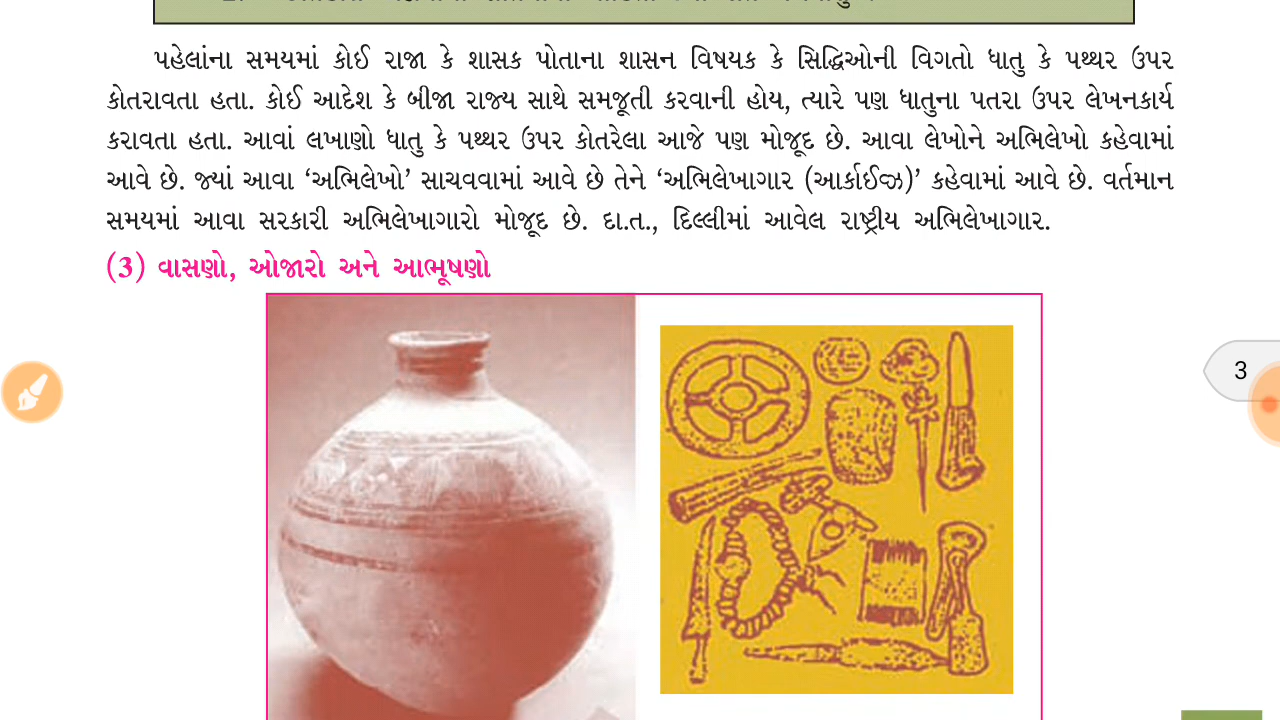 પહેલાંના સમયમાં કોઈ રાજા કે શાસક પોતાના શાસન વિષયક કે સિદ્ધિઓની વિગતો ધાતુ કે પથ્થર ઉપર
કોતરાવતા હતા. કોઈ આદેશ કે બીજા રાજ્ય સાથે સમજૂતી કરવાની હોય, ત્યારે પણ ધાતુના પતરા ઉપર લેખનકાર્ય
કરાવતા હતા. આવાં લખાણો ધાતુ કે પથ્થર ઉપર કોતરેલા આજે પણ મોજૂદ છે. આવા લેખોને અભિલેખો કહેવામાં
આવે છે. જ્યાં આવા ‘અભિલેખો’ સાચવવામાં આવે છે તેને ‘અભિલેખાગાર (આર્કાઈવ્ઝ)’ કહેવામાં આવે છે. વર્તમાન
સમયમાં આવા સરકારી અભિલેખાગારો મોજૂદ છે. દા.ત., દિલ્લીમાં આવેલ રાષ્ટ્રીય અભિલેખાગાર.
(3) વાસણો, ઓજારો અને આભૂષણો
3